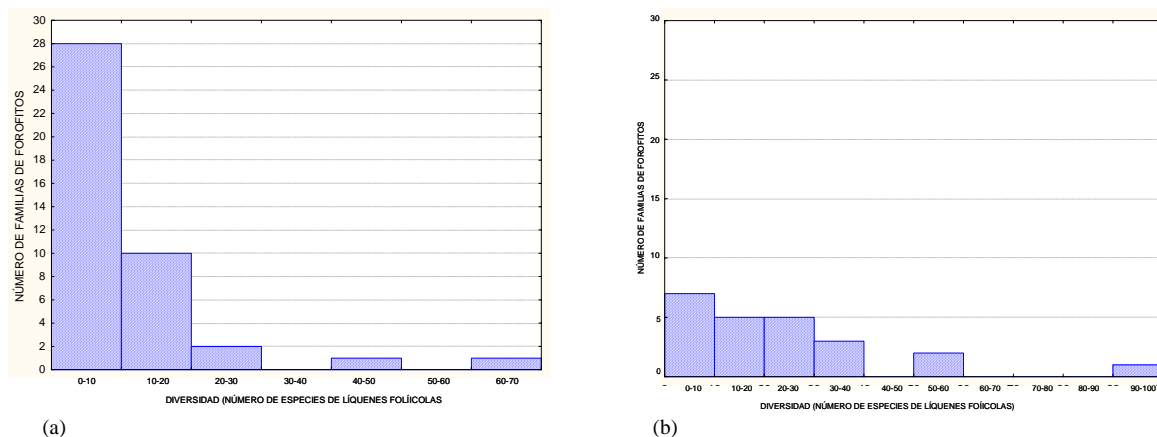 NÚMERO DE FAMILIAS DE FOROFITOS
30
28
26
24
22
20
18
16
14
12
10
8
6
4
2
0
0-10 10-20 20-30 30-40 40-50 50-60 60-70
DIVERSIDAD (NÚMERO DE ESPECIES DE LÍQUENES FOLÍICOLAS
(a)
NÚMERO DE FAMILIAS DE FOROFITOS
30
25
20
15
10
5
0
0-10 10-20 20-30 30-40 40-50 50-60 60-70 70-80 80-90 90-100
DIVERSIDAD (NÚMERO DE ESPECIES DE LÍQUENES FOÍICOLAS)
(b)